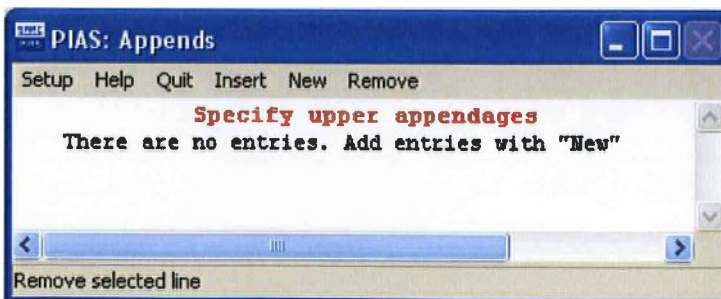 PIAS: Appends
Setup Help Quit Insert New Remove
Specify upper appendages
There are no entries. Add entries with "New"
Remove selected line